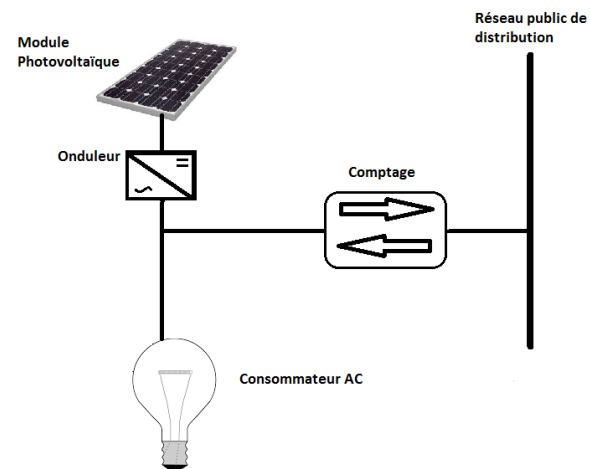 Réseau public de
distribution
Module
Photovoltaïque
Onduleur
Comptage
Consommateur AC